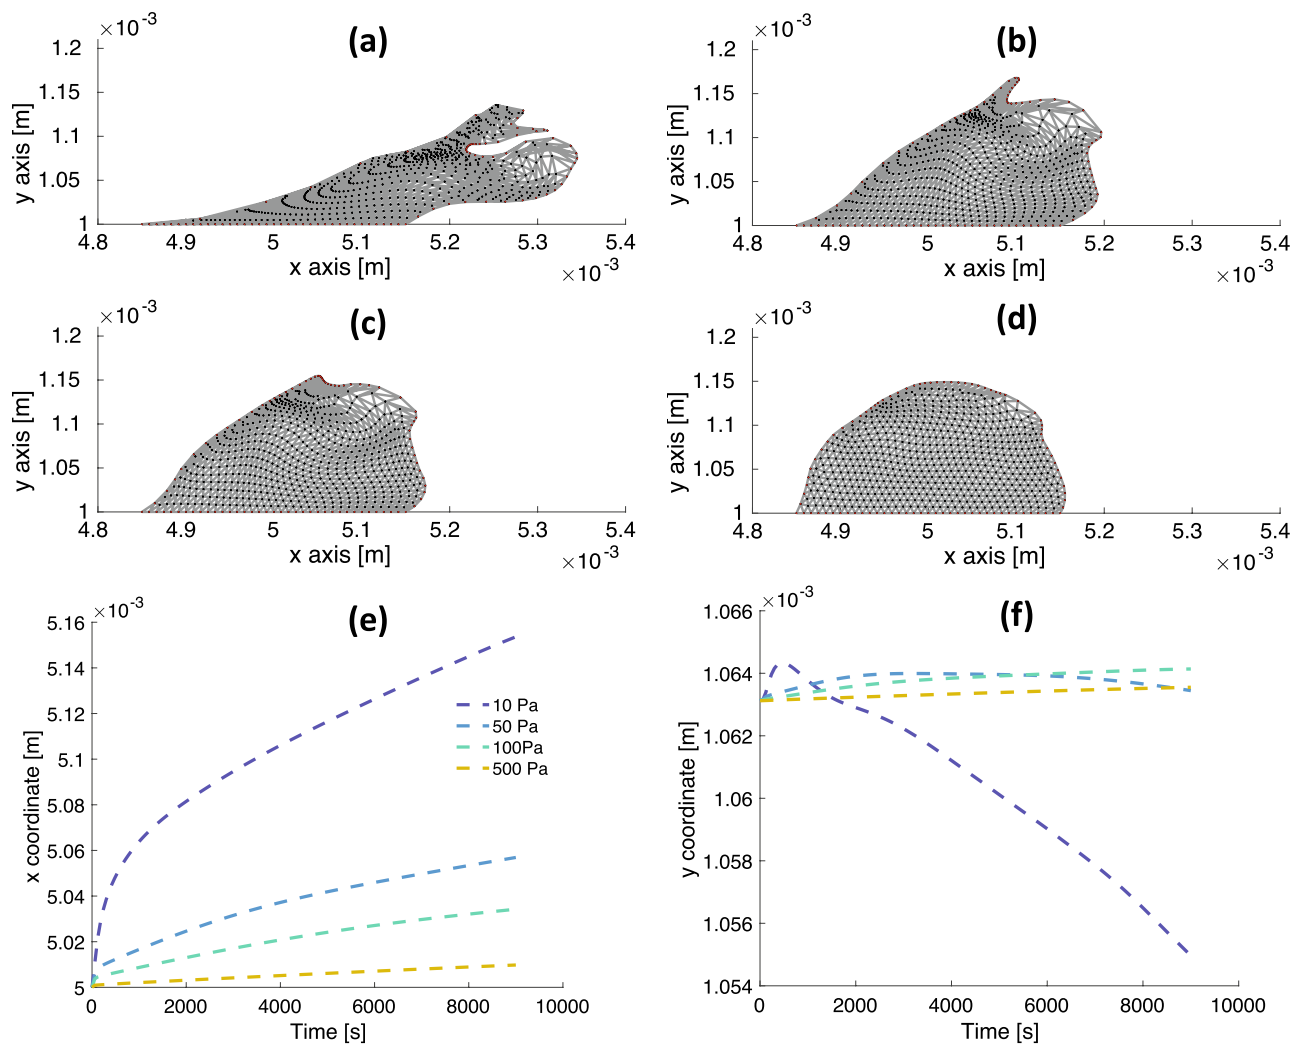 ×10-3
(a)
1.2
1.15
1.1
1.05
1
y axis [m]
4.8 4.9 5 5.1 5.2 5.3 5.4
x axis [m]
×10-3
×10-3
(b)
1.2
1.15
1.1
1.05
1
y axis [m]
4.8 4.9 5 5.1 5.2 5.3 5.4
x axis [m]
×10-3
×10-3
(c)
1.2
1.15
1.1
1.05
1
y axis [m]
4.8 4.9 5 5.1 5.2 5.3 5.4
x axis [m]
×10-3
×10-3
(d)
1.2
1.15
1.1
1.05
1
y axis [m]
4.8 4.9 5 5.1 5.2 5.3 5.4
x axis [m]
×10-3
×10-3
(e)
5.16
5.14
5.12
5.1
5.08
5.06
5.04
5.02
5
x coordinate [m]
10 Pa
50 Pa
100Pa
500 Pa
0 2000 4000 6000 8000 10000
Time [s]
×10-3
(f)
1.066
1.064
1.062
1.06
1.058
1.056
1.054
y coordinate [m]
0 2000 4000 6000 8000 10000
Time [s]